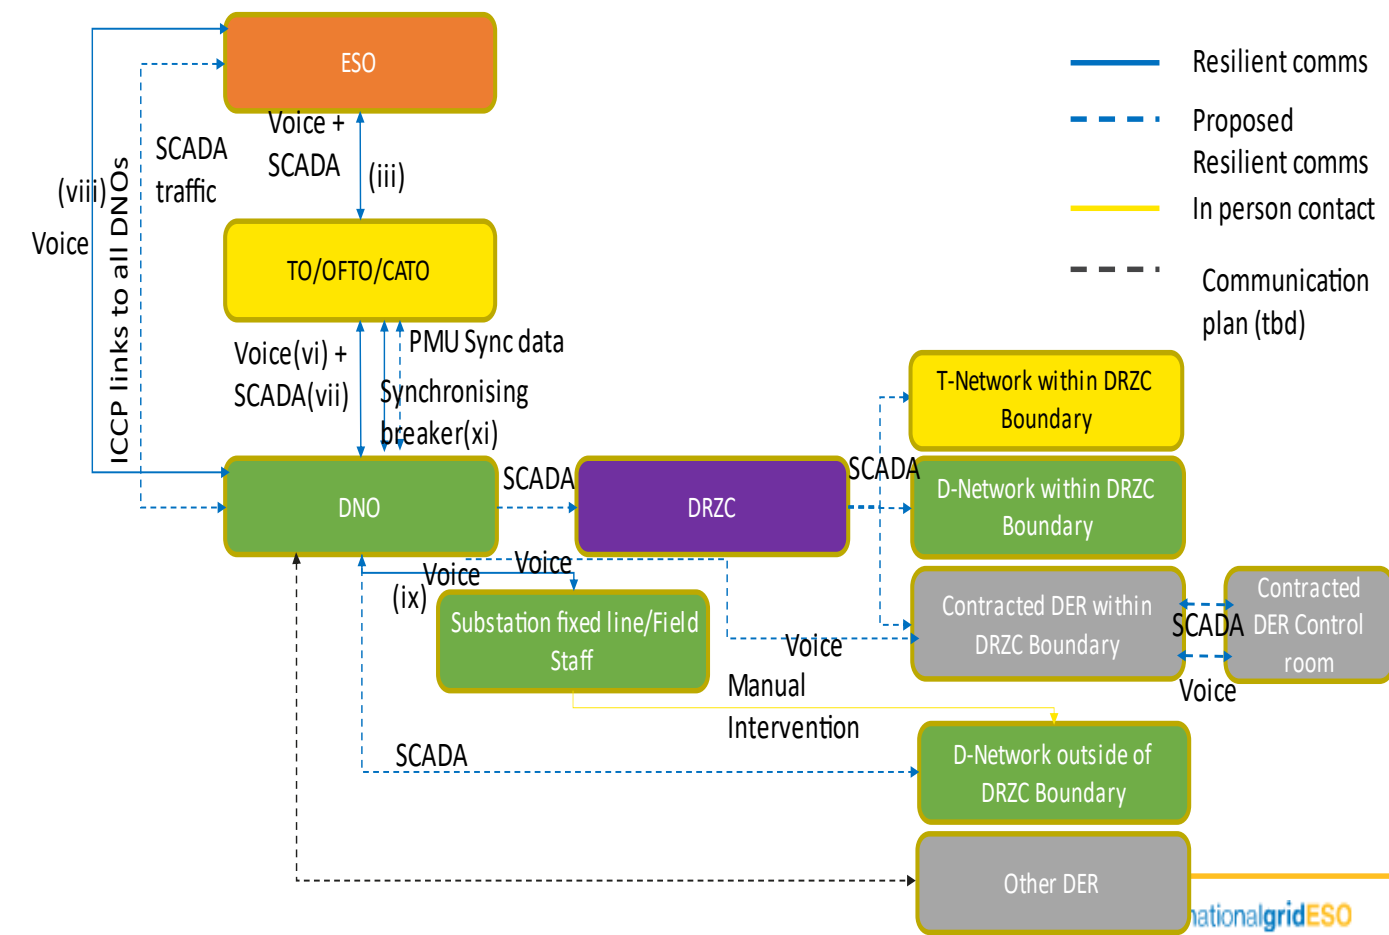 ESO
Resilient comms
Proposed
Resilient comms
In person contact
Communication
plan (tbd)
Voice +
SCADA
(iii)
SCADA
traffic
(viii)
Voice
ICCP links to all DNOs
TO/OFTO/CATO
Voice(vi) +
SCADA(vii)
PMU Sync data
Synchronising
breaker(xi)
T-Network within DRZC
Boundary
DNO
SCADA
DRZC
SCADA
D-Network within DRZC
Boundary
Voice
Voice
(ix)
Substation fixed line/Field
Staff
Contracted DER within
DRZC Boundary
SCADA
Voice
Contracted
DER Control
room
Voice
Manual
Intervention
SCADA
D-Network outside of
DRZC Boundary
Other DER
nationalgridESO